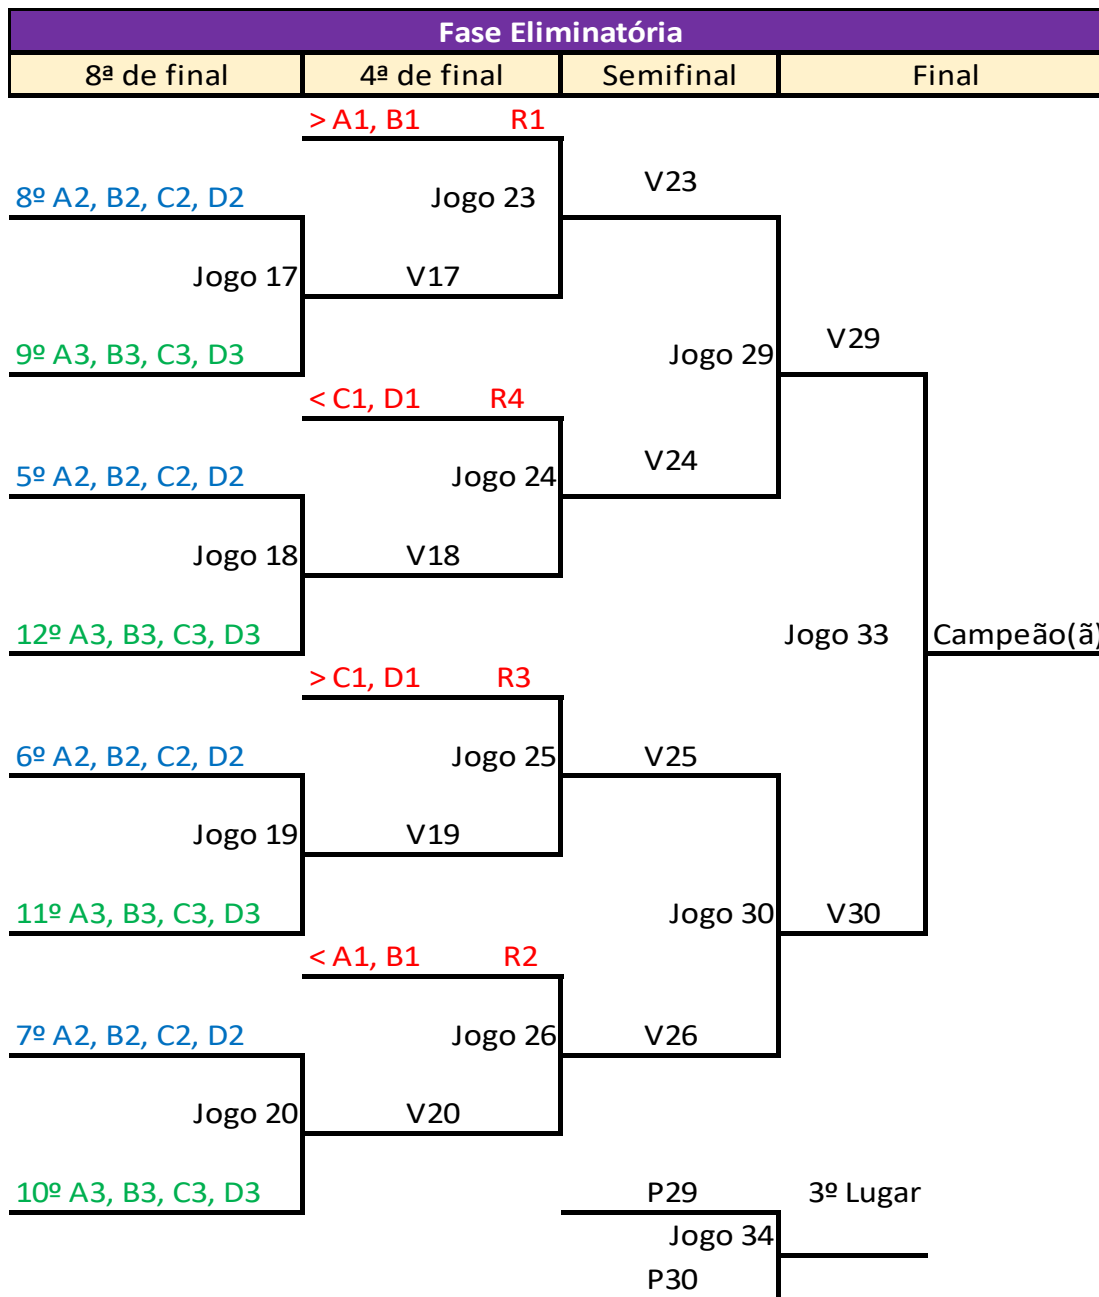 Fase Eliminatória
8ª de final 4ª de final Semifinal Final
> A1, B1 R1
V23
8º A2, B2, C2, D2 Jogo 23
Jogo 17 V17
V29
9º A3, B3, C3, D3 Jogo 29
< C1, D1 R4
V24
5º A2, B2, C2, D2 Jogo 24
Jogo 18 V18
12º A3, B3, C3, D3 Jogo 33 Campeão(ã)
> C1, D1 R3
6º A2, B2, C2, D2 Jogo 25 V25
Jogo 19 V19
11º A3, B3, C3, D3 Jogo 30 V30
< A1, B1 R2
7º A2, B2, C2, D2 Jogo 26 V26
Jogo 20 V20
10º A3, B3, C3, D3 P29 3º Lugar
Jogo 34
P30